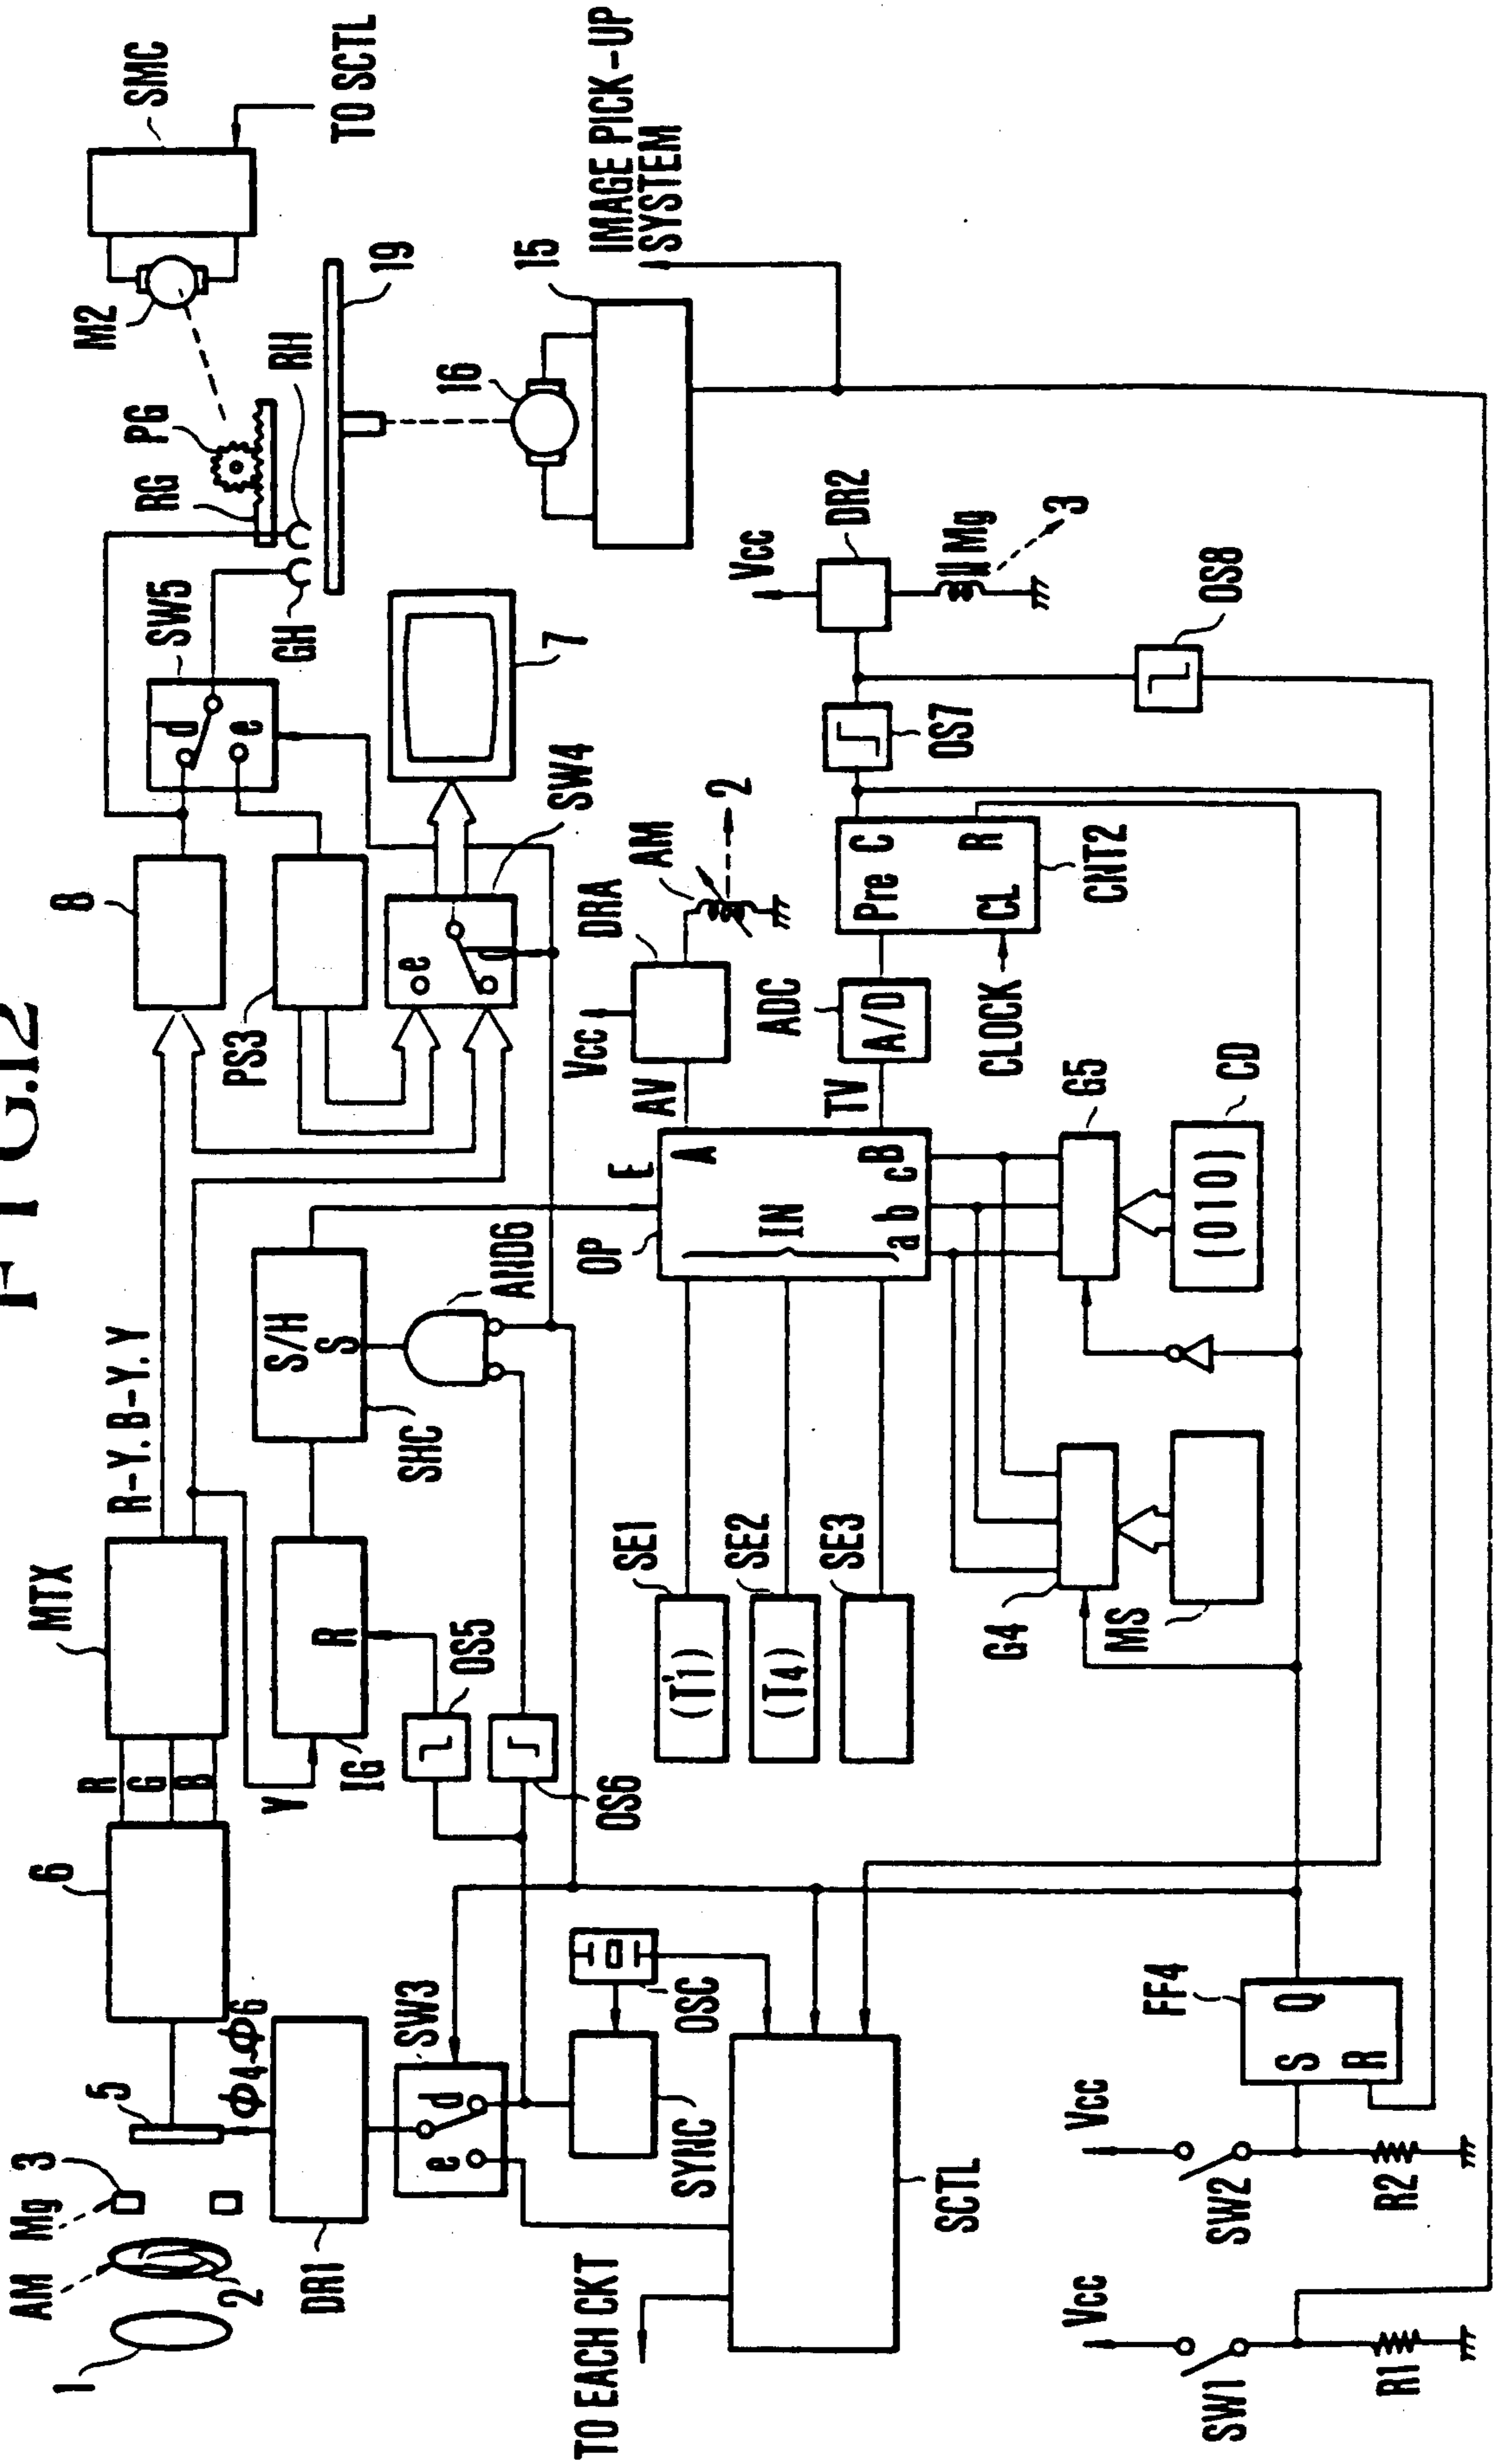 FIG.12
1
AM
2
Mg
3
5
Φ4~Φ6
DR1
6
R
G
B
MTX
R-Y. B-Y. Y
Y
IG
R
OS5
OS6
S/H
S
SHC
AND6
8
PS3
SW5
d
e
GH
RG
PG
RH
M2
SMC
TO SCTL
19
16
15
IMAGE PICK-UP
SYSTEM
7
SW4
e
d
SW3
e
d
SYNC
OSC
SCTL
TO EACH CKT
SE1
(T'1)
SE2
(T4)
SE3
OP
E
A
IN
B
a b c
AV
TV
Vcc
DRA
AM
2
ADC
A/D
CLOCK
Pre C
CL R
CNT2
OS7
Vcc
DR2
Mg
3
OS8
G4
MS
G5
CD
(010)
FF4
S Q
R
Vcc
SW1
R1
Vcc
SW2
R2